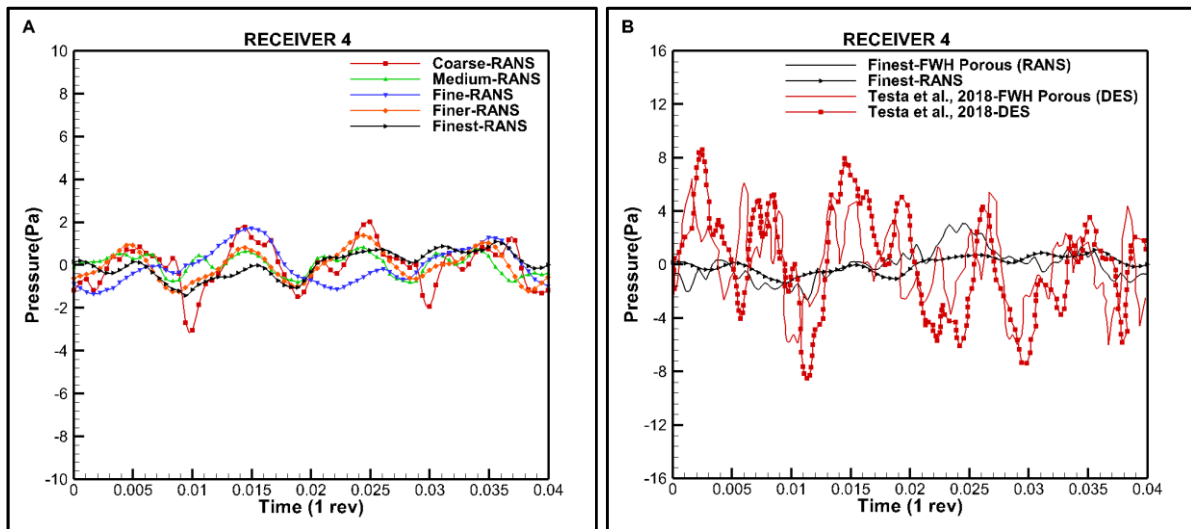 A
RECEIVER 4
Coarse-RANS
Medium-RANS
Fine-RANS
Finer-RANS
Finest-RANS
Pressure(Pa)
10
8
6
4
2
0
-2
-4
-6
-8
-10
0 0.005 0.01 0.015 0.02 0.025 0.03 0.035 0.04
Time (1 rev)
B
RECEIVER 4
Finest-FWH Porous (RANS)
Finest-RANS
Testa et al., 2018-FWH Porous (DES)
Testa et al., 2018-DES
Pressure(Pa)
16
12
8
4
0
-4
-8
-12
-16
0 0.005 0.01 0.015 0.02 0.025 0.03 0.035 0.04
Time (1 rev)